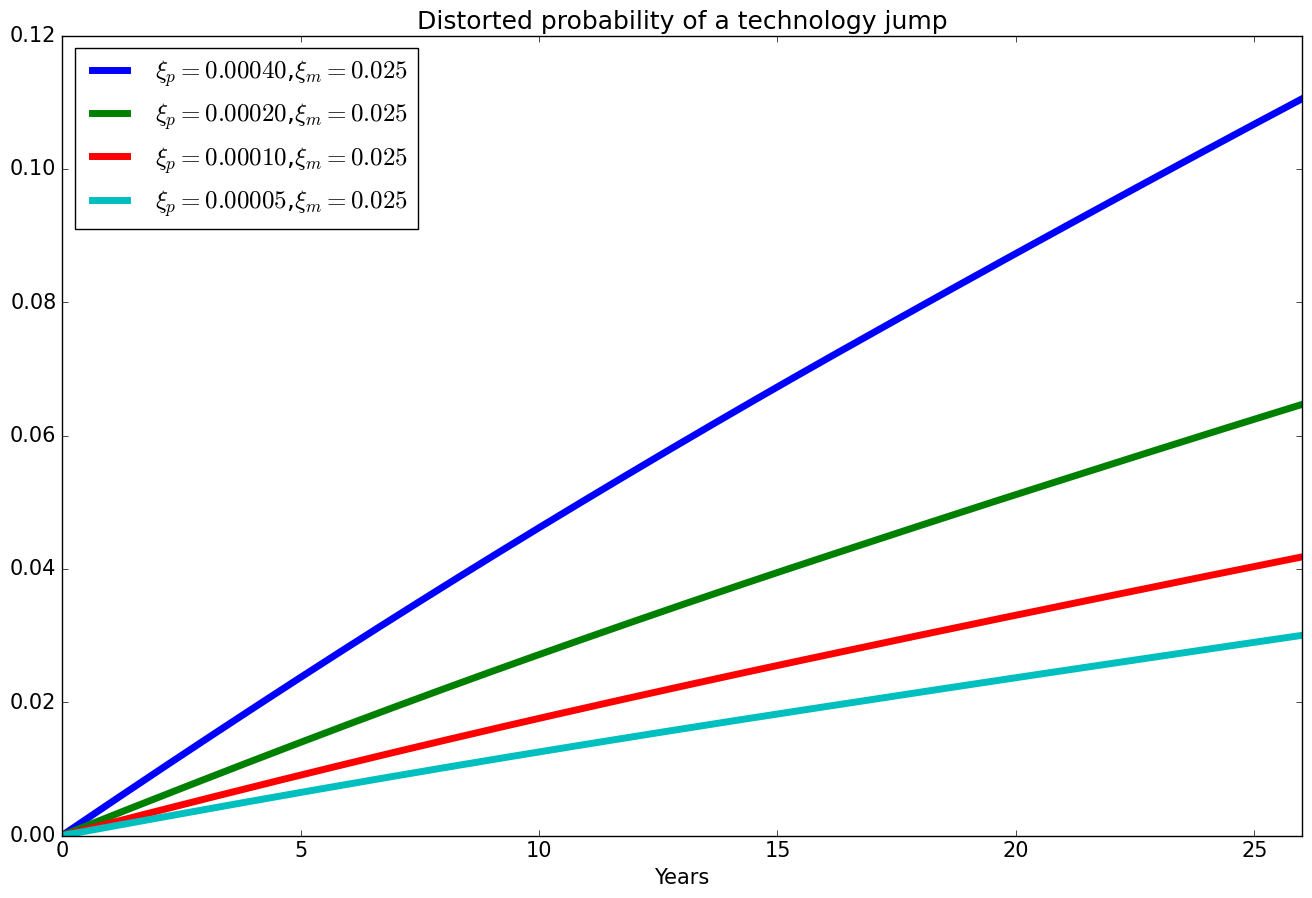 Distorted probability of a technology jump
0.12
0.10
0.08
0.06
0.04
0.02
0.00
ξp = 0.00040,ξm = 0.025
ξp = 0.00020,ξm = 0.025
ξp = 0.00010,ξm = 0.025
ξp = 0.00005,ξm = 0.025
0 5 10 15 20 25
Years